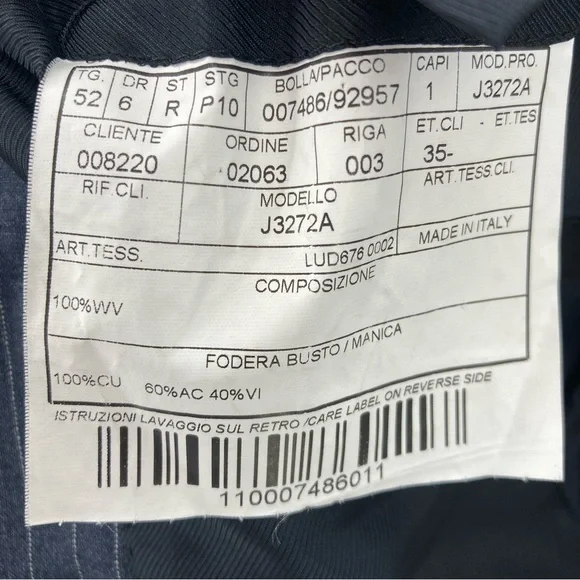 TG. DR ST STG BOLLA/PACCO CAPI MOD.PRO.
52 6 R P10 007486/92957 1 J3272A
CLIENTE ORDINE RIGA ET.CLI - ET.TES
008220 02063 003 35-
RIF.CLI. MODELLO ART.TESS.CLI.
J3272A
ART.TESS. LUD676 0002 MADE IN ITALY
COMPOSIZIONE
100%WV
FODERA BUSTO / MANICA
100%CU 60%AC 40%VI
ISTRUZIONI LAVAGGIO SUL RETRO /CARE LABEL ON REVERSE SIDE
110007486011